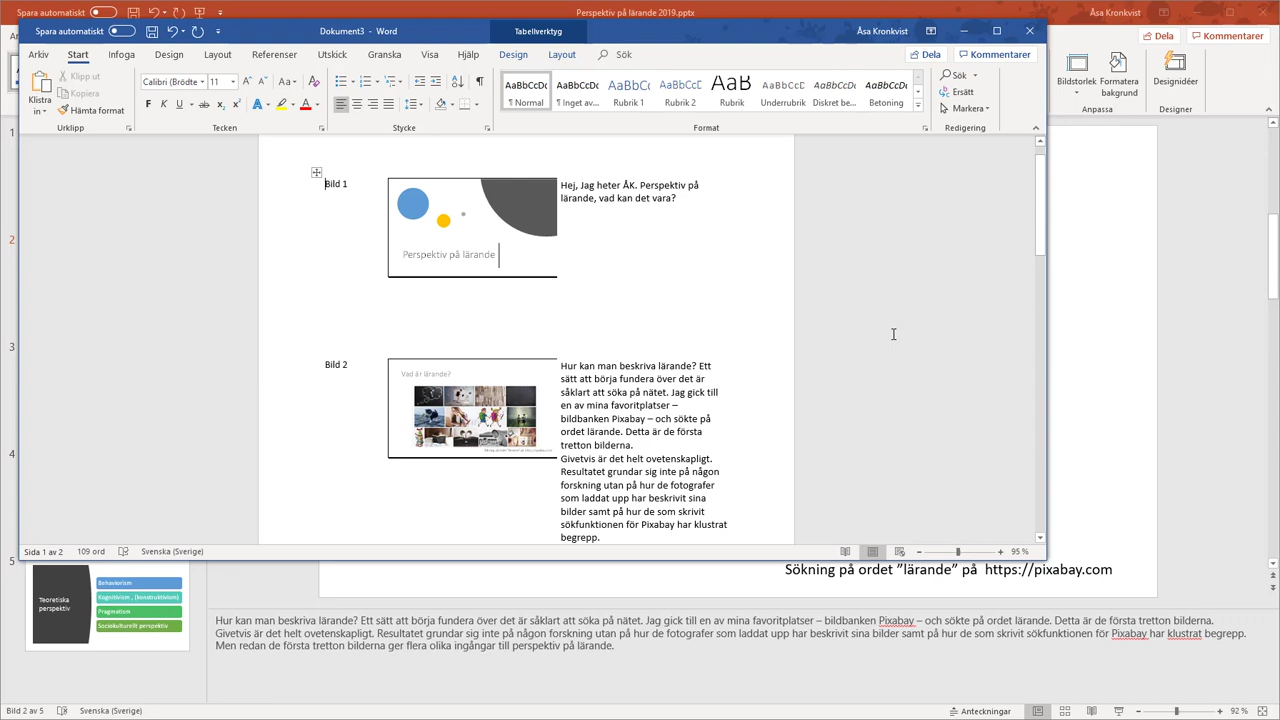 Spara automatiskt
Perspektiv på lärande 2019.pptx
Åsa Kronkvist
Spara automatiskt
Dokument3 - Word
Tabellverktyg
Åsa Kronkvist
Arkiv Start Infoga Design Layout Referenser Utskick Granska Visa Hjälp Design Layout Sök
Dela Kommentarer
Dela Kommentarer
Klistra
in
Klipp ut
Kopiera
Hämta format
Urklipp
Calibri (Brödte 11
Tecken
Stycke
AaBbCcDc ¶ Normal
AaBbCcDc ¶ Inget av...
AaBbCc Rubrik 1
AaBbCcD Rubrik 2
AaB Rubrik
AaBbCcD Underrubrik
AaBbCcDc Diskret be...
AaBbCcDc Betoning
Format
Sök
Ersätt
Markera
Redigering
Bildstorlek
Formatera
bakgrund
Anpassa
Designidéer
Designer
1
2
3
4
5
Bild 1
Perspektiv på lärande
Hej, Jag heter ÅK. Perspektiv på
lärande, vad kan det vara?
Bild 2
Vad är lärande?
Hur kan man beskriva lärande? Ett
sätt att börja fundera över det är
såklart att söka på nätet. Jag gick till
en av mina favoritplatser –
bildbanken Pixabay – och sökte på
ordet lärande. Detta är de första
tretton bilderna.
Givetvis är det helt ovetenskapligt.
Resultatet grundar sig inte på någon
forskning utan på hur de fotografer
som laddat upp har beskrivit sina
bilder samt på hur de som skrivit
sökfunktionen för Pixabay har klustrat
begrepp.
Sida 1 av 2 109 ord Svenska (Sverige) 95 %
Sökning på ordet ”lärande” på https://pixabay.com
Teoretiska
perspektiv
Behaviorism
Kognitivism , (konstruktivism)
Pragmatism
Sociokulturellt perspektiv
Hur kan man beskriva lärande? Ett sätt att börja fundera över det är såklart att söka på nätet. Jag gick till en av mina favoritplatser – bildbanken Pixabay – och sökte på ordet lärande. Detta är de första tretton bilderna.
Givetvis är det helt ovetenskapligt. Resultatet grundar sig inte på någon forskning utan på hur de fotografer som laddat upp har beskrivit sina bilder samt på hur de som skrivit sökfunktionen för Pixabay har klustrat begrepp.
Men redan de första tretton bilderna ger flera olika ingångar till perspektiv på lärande.
Bild 2 av 5 Svenska (Sverige) Anteckningar 92 %